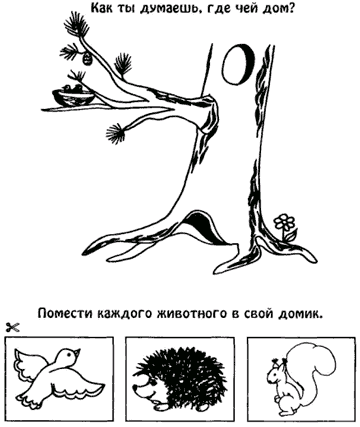 Как ты думаешь, где чей дом?
Помести каждого животного в свой домик.